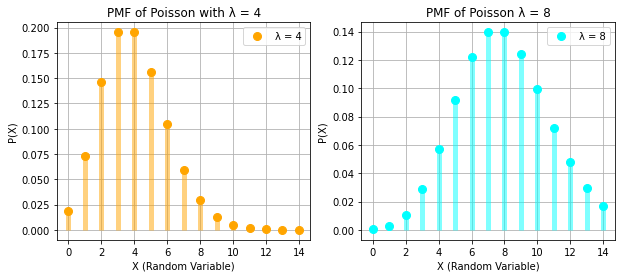 PMF of Poisson with λ = 4
λ = 4
P(X)
0.200
0.175
0.150
0.125
0.100
0.075
0.050
0.025
0.000
0 2 4 6 8 10 12 14
X (Random Variable)
PMF of Poisson λ = 8
λ = 8
P(X)
0.14
0.12
0.10
0.08
0.06
0.04
0.02
0.00
0 2 4 6 8 10 12 14
X (Random Variable)